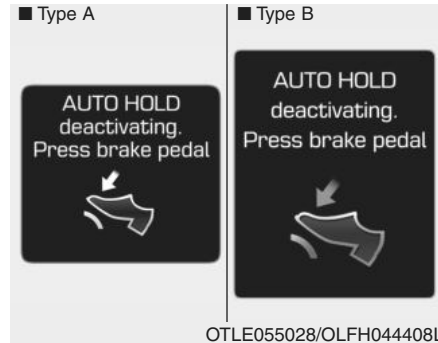 ■ Type A
AUTO HOLD
deactivating.
Press brake pedal
■ Type B
AUTO HOLD
deactivating.
Press brake pedal
OTLE055028/OLFH044408L